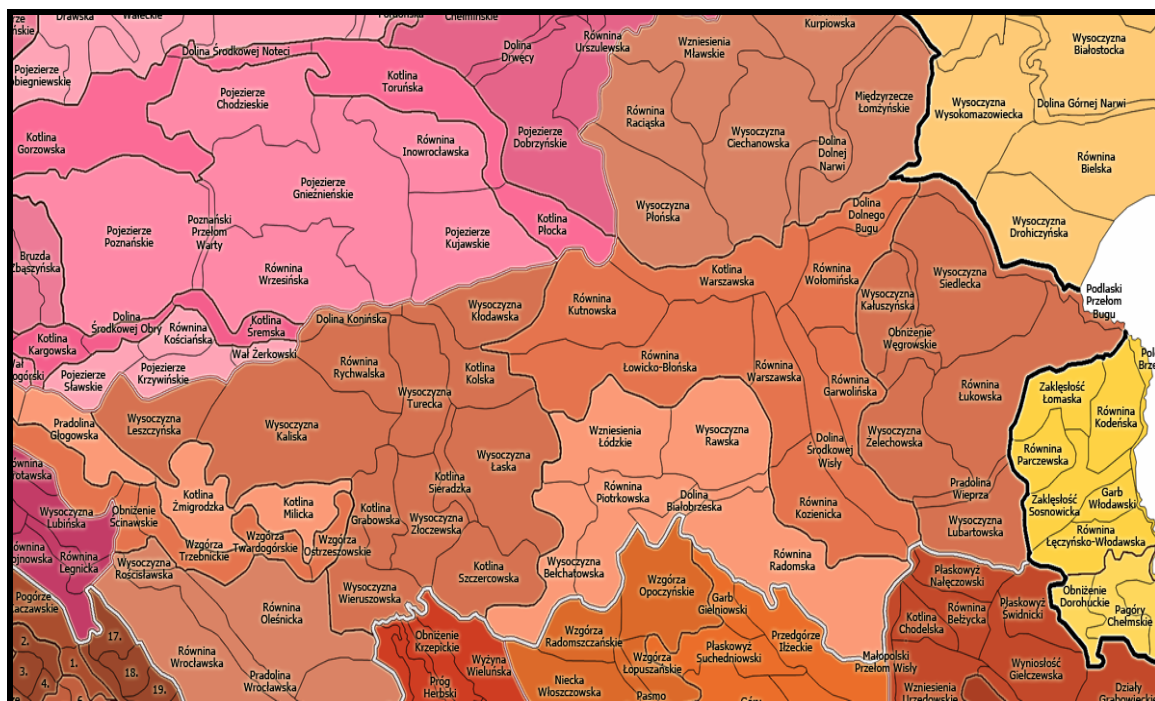 Drawska
Wałeckie
Chełmińskie
Dolina Środkowej Noteci
Dolina
Drwęcy
Równina
Urszulewska
Wzniesienia
Mławskie
Kurpiowska
Wysoczyzna
Białostocka
Pojezierze
Pojezierze
Chodzieskie
Kotlina
Toruńska
Międzyrzecze
Łomżyńskie
Wysoczyzna
Wysokomazowiecka
Dolina Górnej Narwi
Kotlina
Gorzowska
Równina
Inowrocławska
Pojezierze
Dobrzyńskie
Równina
Raciąska
Wysoczyzna
Ciechanowska
Dolina
Dolnej
Narwi
Równina
Bielska
Pojezierze
Gnieźnieńskie
Pojezierze
Poznańskie
Poznański
Przełom
Warty
Pojezierze
Kujawskie
Kotlina
Płocka
Wysoczyzna
Płońska
Dolina
Dolnego
Bugu
Wysoczyzna
Drohiczyńska
Bruzda
Zbąszyńska
Równina
Wrzesińska
Kotlina
Warszawska
Równina
Wołomińska
Wysoczyzna
Siedlecka
Podlaski
Przełom
Bugu
Wysoczyzna
Kłodawska
Równina
Kutnowska
Wysoczyzna
Kałuszyńska
Dolina
Środkowej Obry
Równina
Kościańska
Kotlina
Śremska
Dolina Konińska
Obniżenie
Węgrowskie
Kotlina
Kargowska
Wał Żerkowski
Pojezierze
Sławskie
Pojezierze
Krzywińskie
Równina
Rychwalska
Kotlina
Kolska
Równina
Łowicko-Błońska
Równina
Warszawska
Równina
Garwolińska
Równina
Łukowska
Zaklęsłość
Łomaska
Równina
Kodeńska
Wysoczyzna
Turecka
Pradolina
Głogowska
Wysoczyzna
Leszczyńska
Wysoczyzna
Kaliska
Wzniesienia
Łódzkie
Wysoczyzna
Rawska
Wysoczyzna
Żelechowska
Dolina
Środkowej
Wisły
Równina
Parczewska
Wysoczyzna
Łaska
Kotlina
Sieradzka
Równina
Piotrkowska
Dolina
Białobrzeska
Równina
Kozienicka
Pradolina
Wieprza
Zaklęsłość
Sosnowicka
Garb
Włodawski
Wysoczyzna
Lubińska
Obniżenie
Ścinawskie
Kotlina
Żmigrodzka
Kotlina
Milicka
Kotlina
Grabowska
Wysoczyzna
Złoczewska
Wysoczyzna
Lubartowska
Równina
Łęczyńsko-Włodawska
Równina
Legnicka
Wysoczyzna
Rościsławska
Wzgórza
Trzebnickie
Wzgórza
Twardogórskie
Wzgórza
Ostrzeszowskie
Kotlina
Szczercowska
Wysoczyzna
Bełchatowska
Równina
Radomska
Płaskowyż
Nałęczowski
Wysoczyzna
Wieruszowska
Wzgórza
Opoczyńskie
Garb
Gielniowski
Obniżenie
Dorohuckie
Pagóry
Chełmskie
Pogórze
Równina
Oleśnicka
Kotlina
Chodelska
Równina
Bełżycka
Płaskowyż
Świdnicki
Obniżenie
Krzepickie
Wzgórza
Radomszczańskie
Przedgórze
Iłżeckie
2.
17.
1.
3.
18.
4.
19.
Równina
Wrocławska
Pradolina
Wrocławska
Próg
Herbski
Wyżyna
Wieluńska
Niecka
Włoszczowska
Wzgórza
Łopuszańskie
Pasmo
Płaskowyż
Suchedniowski
Małopolski
Przełom Wisły
Wzniesienia
Urzędowskie
Wyniosłość
Giełczewska
Działy
Grabowieckie